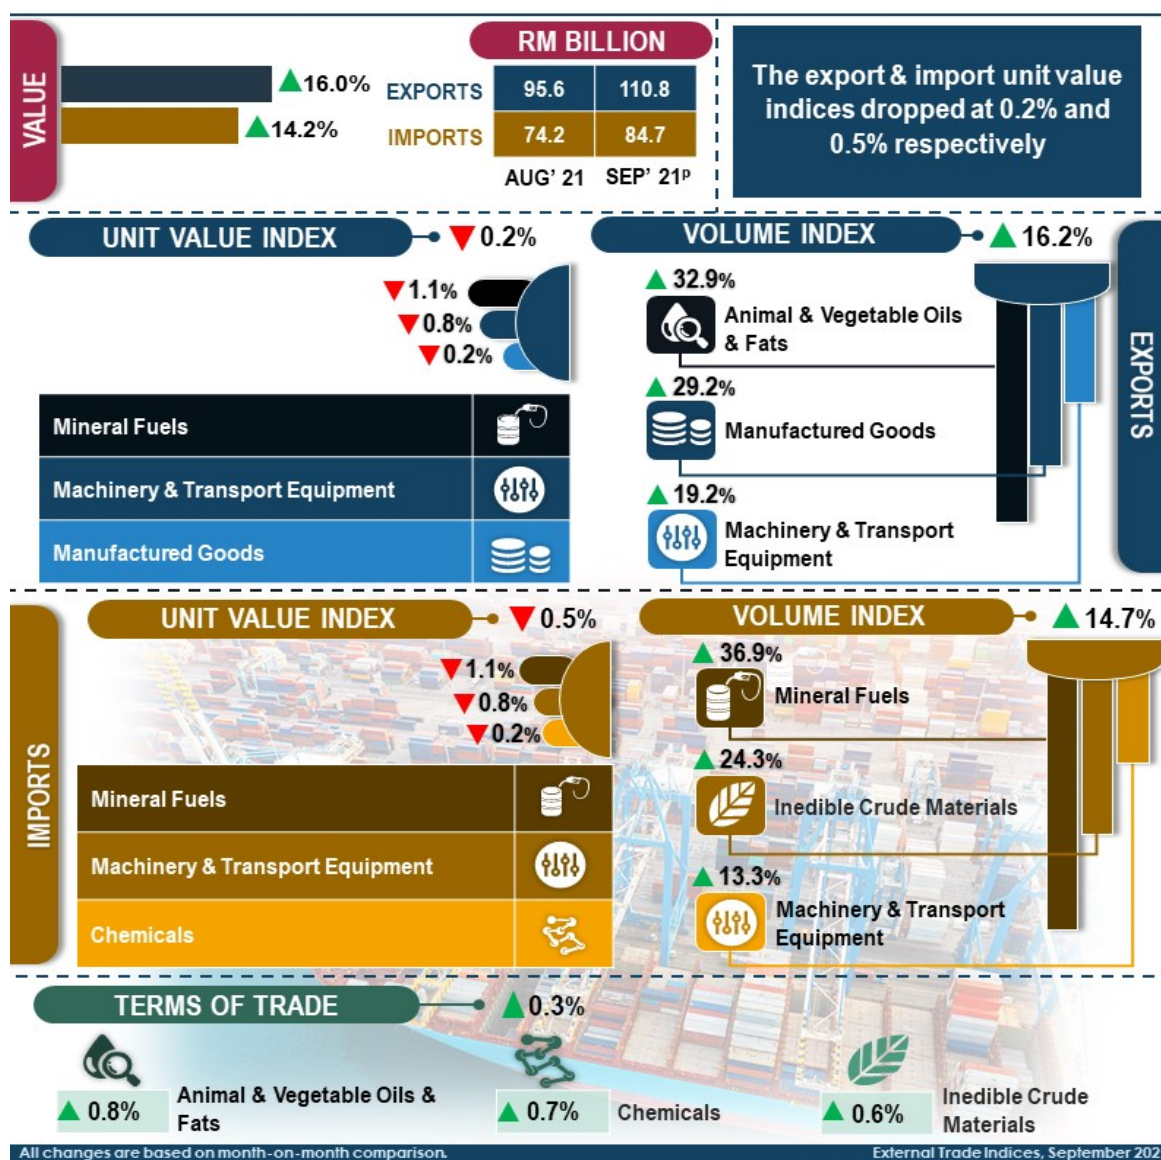 VALUE
16.0%
14.2%
RM BILLION
EXPORTS 95.6 110.8
IMPORTS 74.2 84.7
AUG' 21 SEP' 21ᵖ
The export & import unit value
indices dropped at 0.2% and
0.5% respectively
EXPORTS
UNIT VALUE INDEX 0.2%
1.1%
0.8%
0.2%
Mineral Fuels
Machinery & Transport Equipment
Manufactured Goods
VOLUME INDEX 16.2%
32.9%
Animal & Vegetable Oils
& Fats
29.2%
Manufactured Goods
19.2%
Machinery & Transport
Equipment
IMPORTS
UNIT VALUE INDEX 0.5%
1.1%
0.8%
0.2%
Mineral Fuels
Machinery & Transport Equipment
Chemicals
VOLUME INDEX 14.7%
36.9%
Mineral Fuels
24.3%
Inedible Crude Materials
13.3%
Machinery & Transport
Equipment
TERMS OF TRADE 0.3%
0.8%
Animal & Vegetable Oils &
Fats
0.7% Chemicals
0.6%
Inedible Crude
Materials
All changes are based on month-on-month comparison.
External Trade Indices, September 202